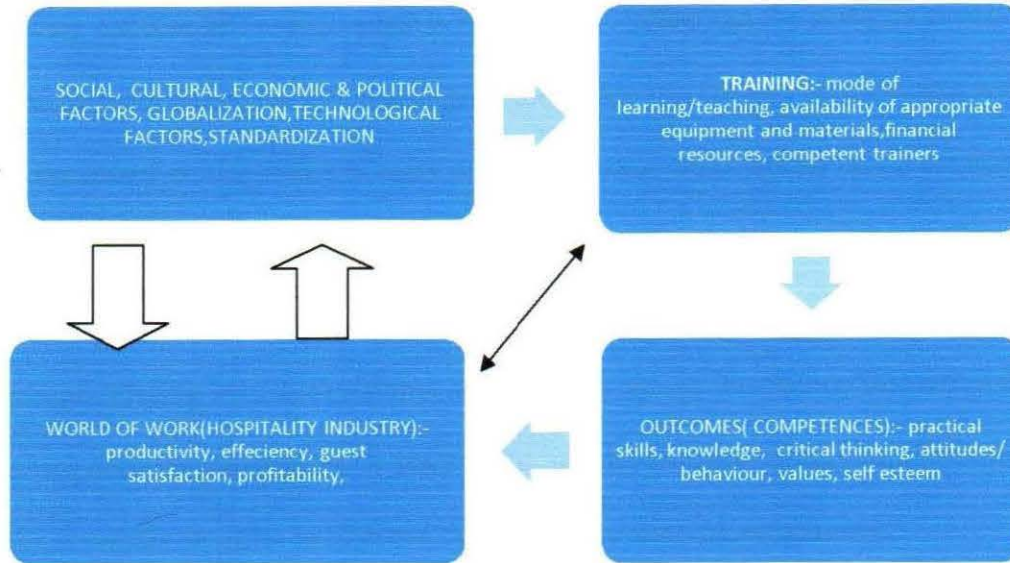 SOCIAL, CULTURAL, ECONOMIC & POLITICAL
FACTORS, GLOBALIZATION,TECHNOLOGICAL
FACTORS,STANDARDIZATION
TRAINING:- mode of
learning/teaching, availability of appropriate
equipment and materials,financial
resources, competent trainers
WORLD OF WORK(HOSPITALITY INDUSTRY):-
productivity, effeciency, guest
satisfaction, profitability,
OUTCOMES( COMPETENCES):- practical
skills, knowledge, critical thinking, attitudes/
behaviour, values, self esteem